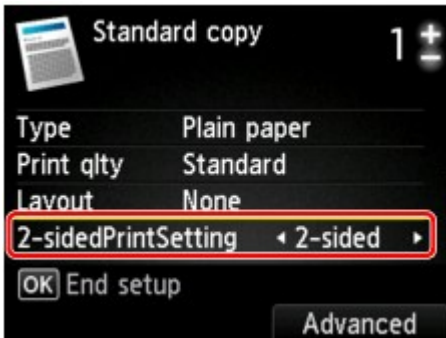 Standard copy 1 +
-
Type Plain paper
Print qlty Standard
Layout None
2-sidedPrintSetting ◂ 2-sided ▸
OK End setup
Advanced